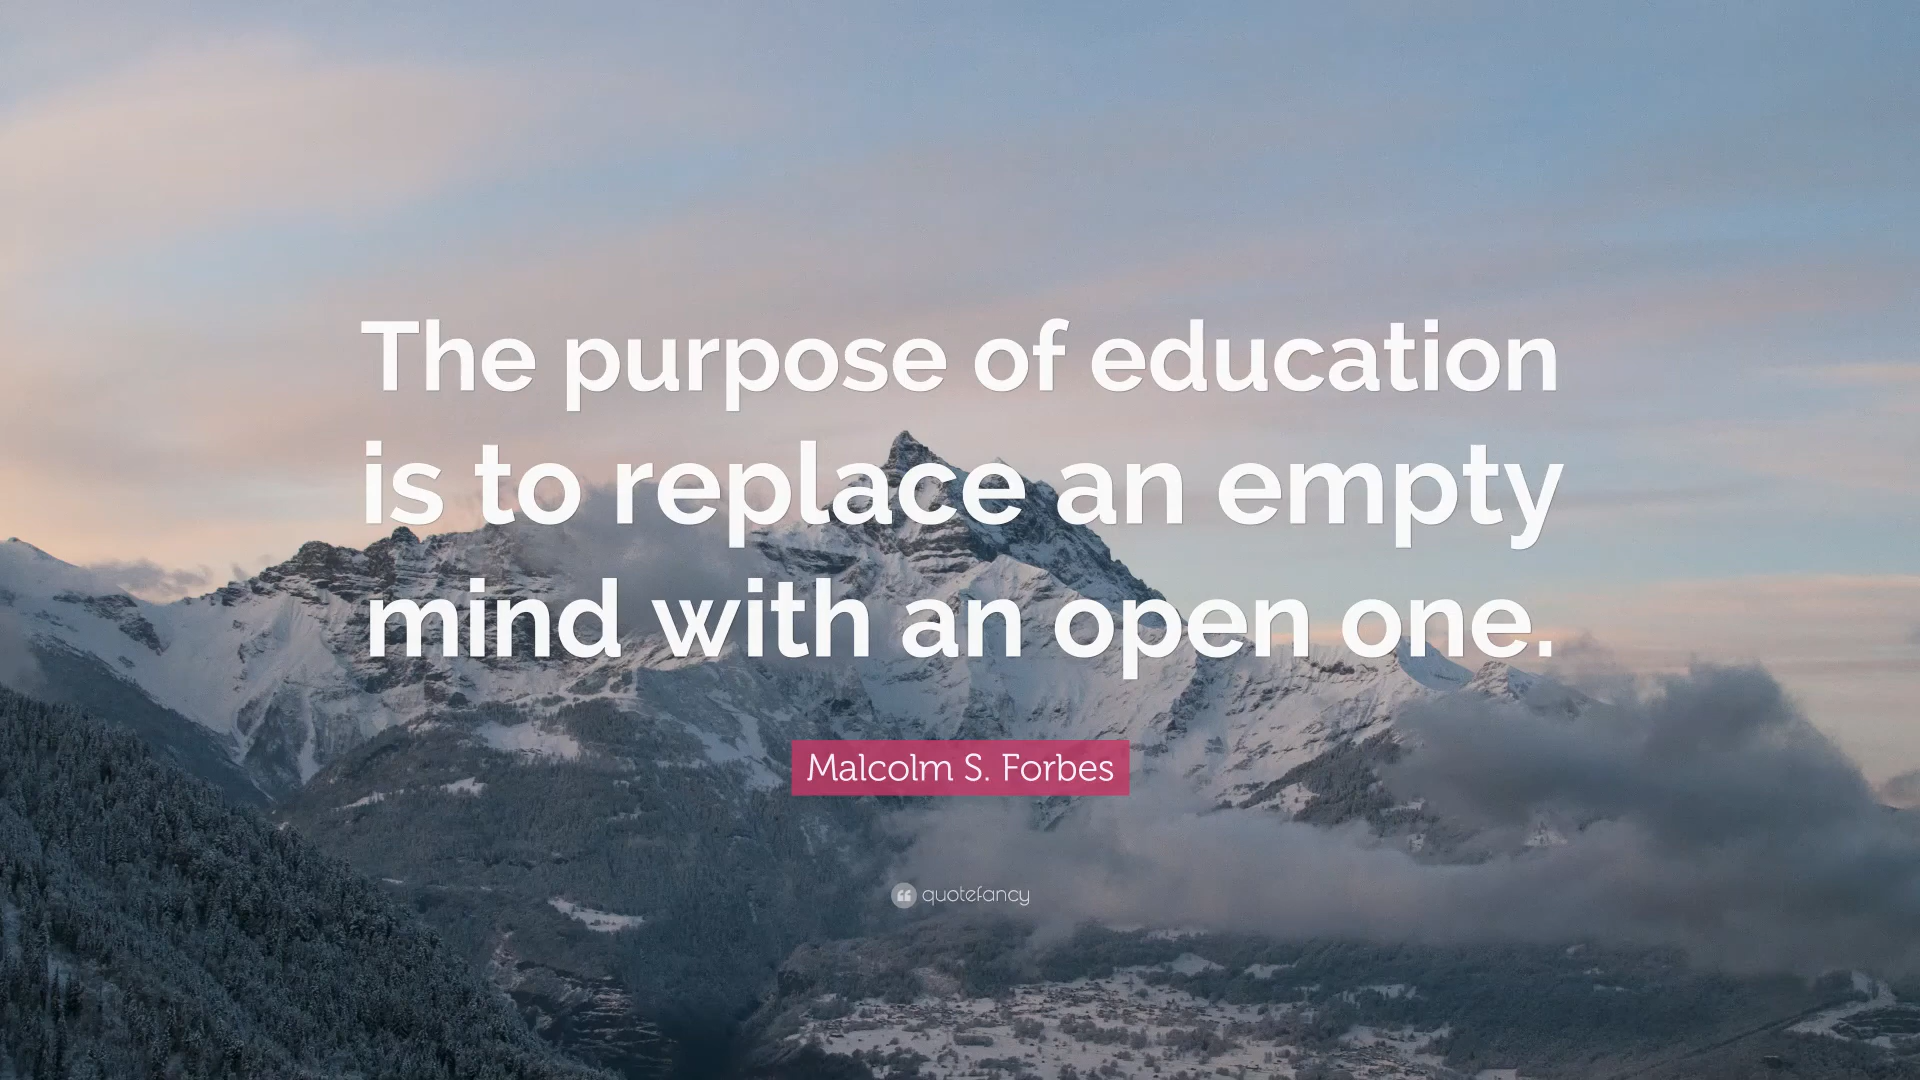 The purpose of education
is to replace an empty
mind with an open one.
Malcolm S. Forbes
quotefancy